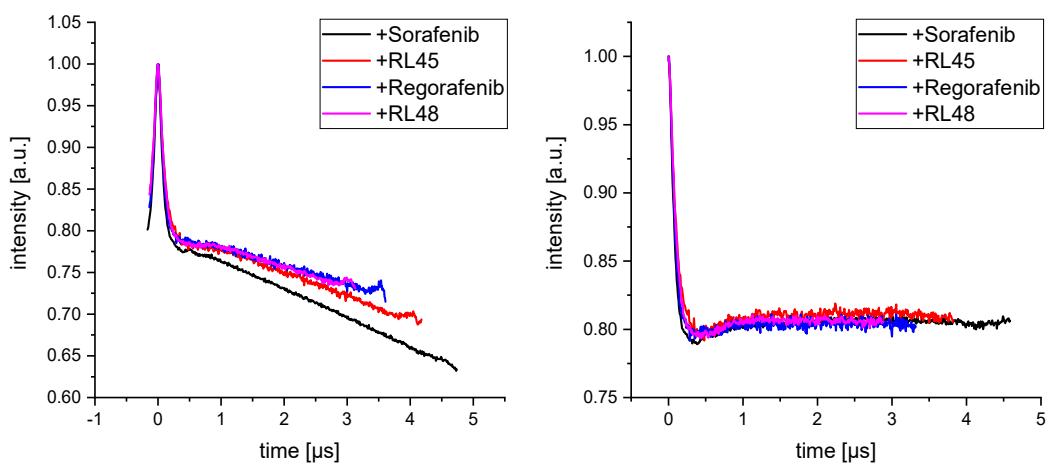 1.05
1.00
0.95
0.90
0.85
0.80
0.75
0.70
0.65
0.60
-1
0
1
2
3
4
5
intensity [a.u.]
time [µs]
+Sorafenib
+RL45
+Regorafenib
+RL48
1.00
0.95
0.90
0.85
0.80
0.75
0
1
2
3
4
5
intensity [a.u.]
time [µs]
+Sorafenib
+RL45
+Regorafenib
+RL48